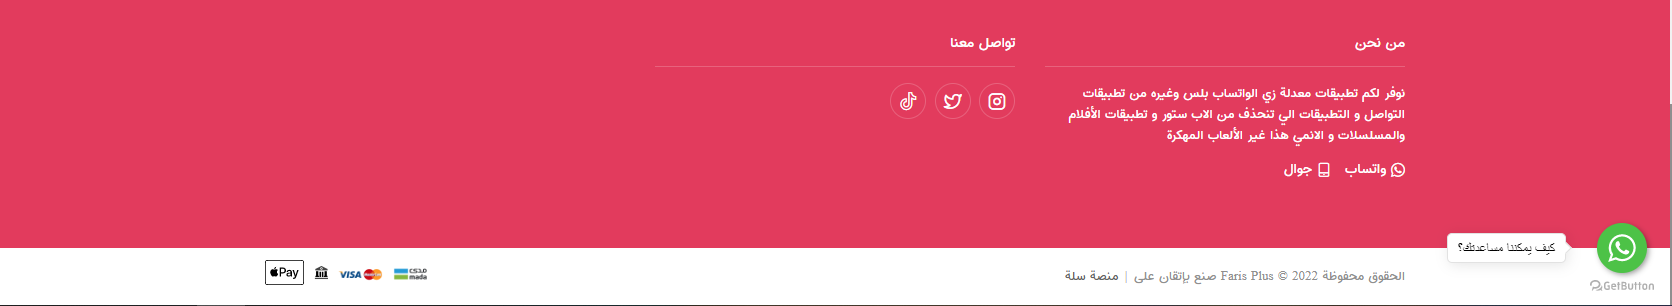 من نحن
نوفر لكم تطبيقات معدلة زي الواتساب بلس وغيره من تطبيقات
التواصل و التطبيقات الي تنحذف من الاب ستور و تطبيقات الأفلام
والمسلسلات و الانمي هذا غير الألعاب المهكرة
واتساب جوال
تواصل معنا
كيف يمكننا مساعدتك؟
الحقوق محفوظة Faris Plus © 2022 صنع بإتقان على | منصة سلة
mada
VISA MasterCard
Pay
GetButton